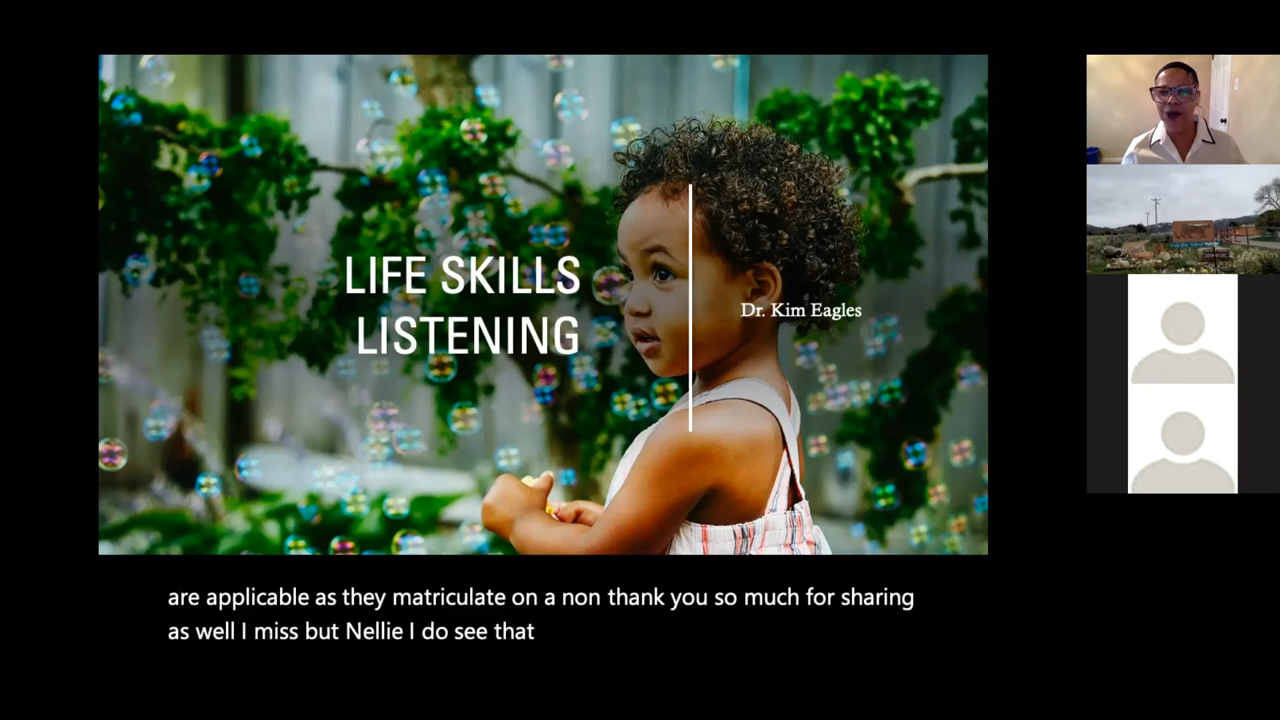 LIFE SKILLS
LISTENING
Dr. Kim Eagles
are applicable as they matriculate on a non thank you so much for sharing
as well I miss but Nellie I do see that